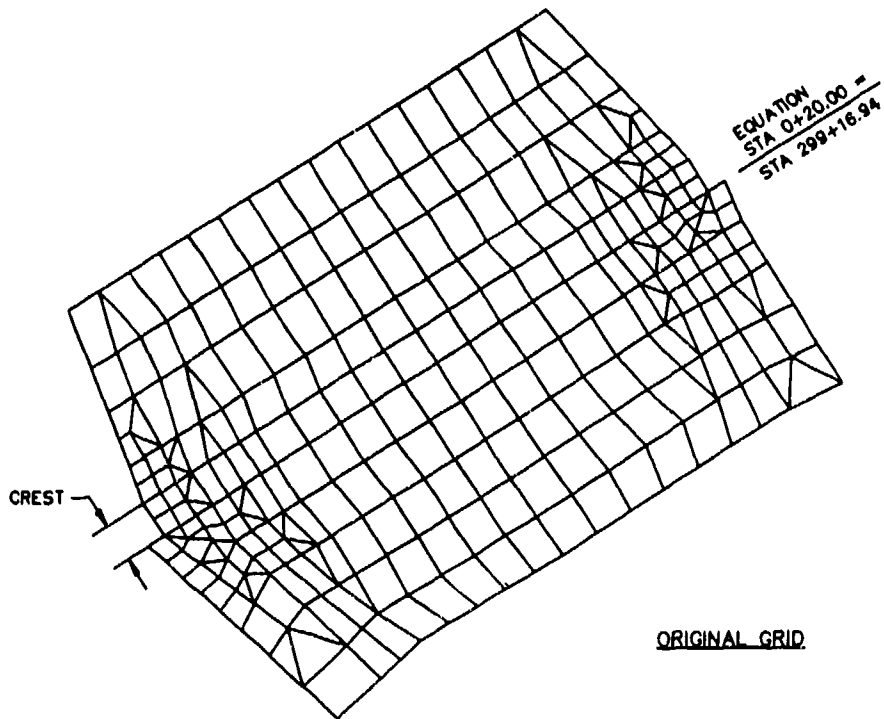 EQUATION
STA 0+20.00 =
STA 299+16.94
CREST
ORIGINAL GRID